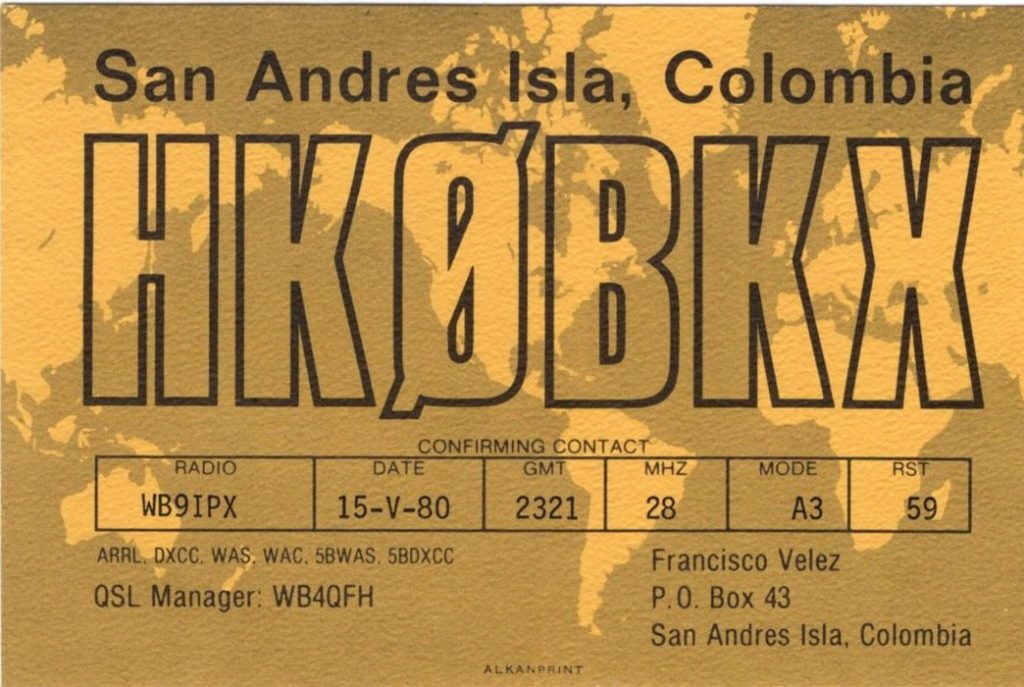 San Andres Isla, Colombia
HKØBKX
CONFIRMING CONTACT
RADIO DATE GMT MHZ MODE RST
WB9IPX 15-V-80 2321 28 A3 59
ARRL, DXCC, WAS, WAC, 5BWAS, 5BDXCC
QSL Manager: WB4QFH
Francisco Velez
P.O. Box 43
San Andres Isla, Colombia
ALKANPRINT